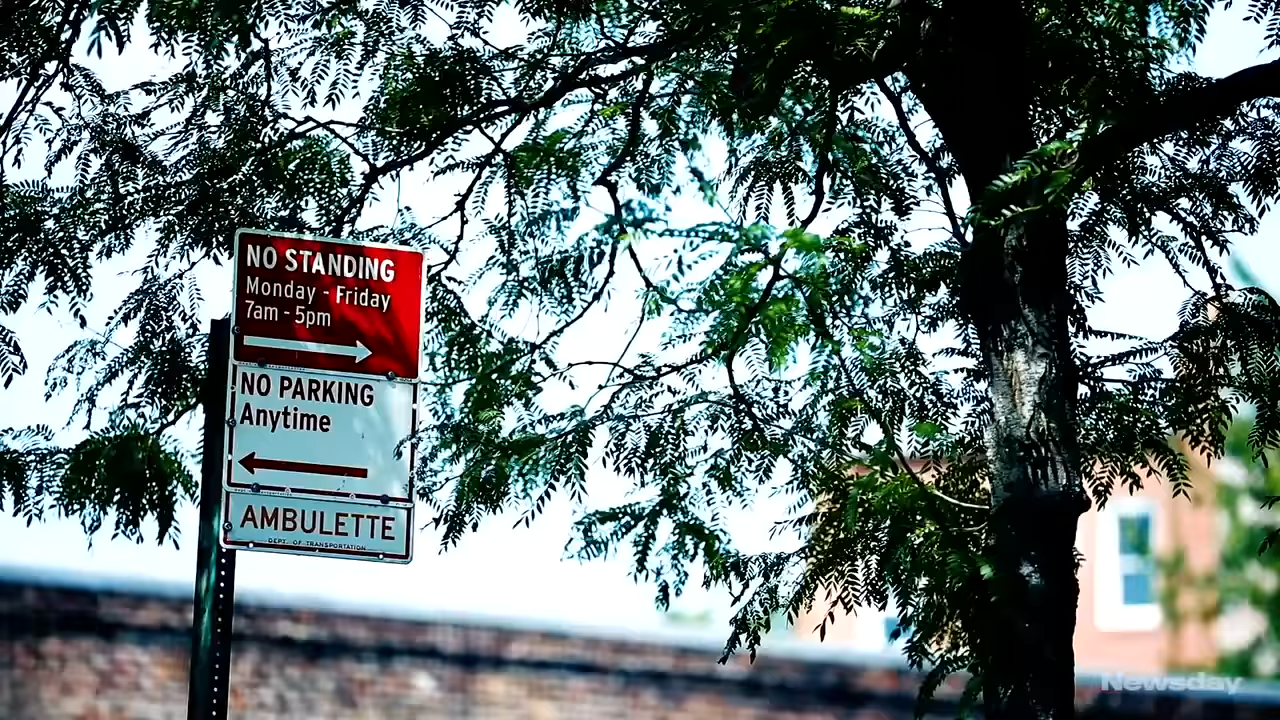 NO STANDING
Monday - Friday
7am - 5pm
NO PARKING
Anytime
AMBULETTE
DEPT. OF TRANSPORTATION
Newsday